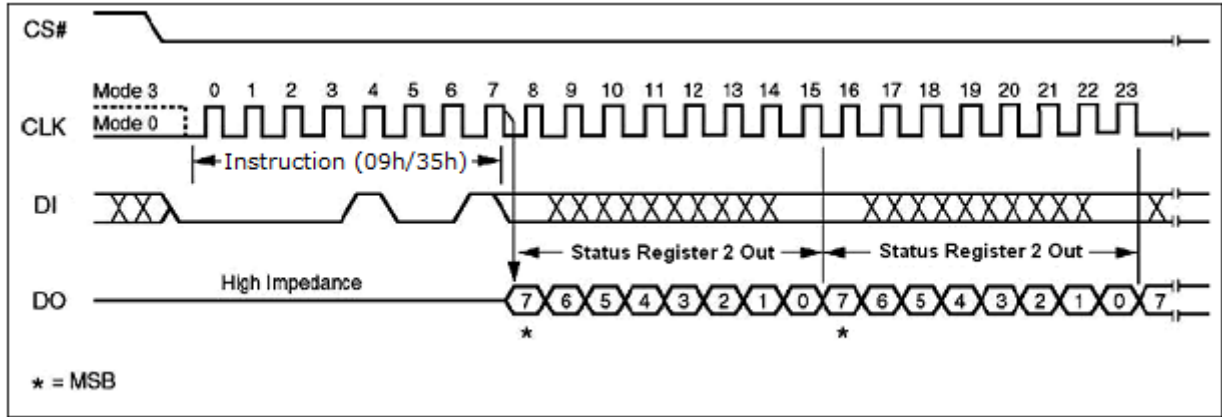 CS#
Mode 3 0 1 2 3 4 5 6 7 8 9 10 11 12 13 14 15 16 17 18 19 20 21 22 23
CLK Mode 0
Instruction (09h/35h)
DI
Status Register 2 Out Status Register 2 Out
High Impedance
DO 7 6 5 4 3 2 1 0 7 6 5 4 3 2 1 0 7
* *
* = MSB